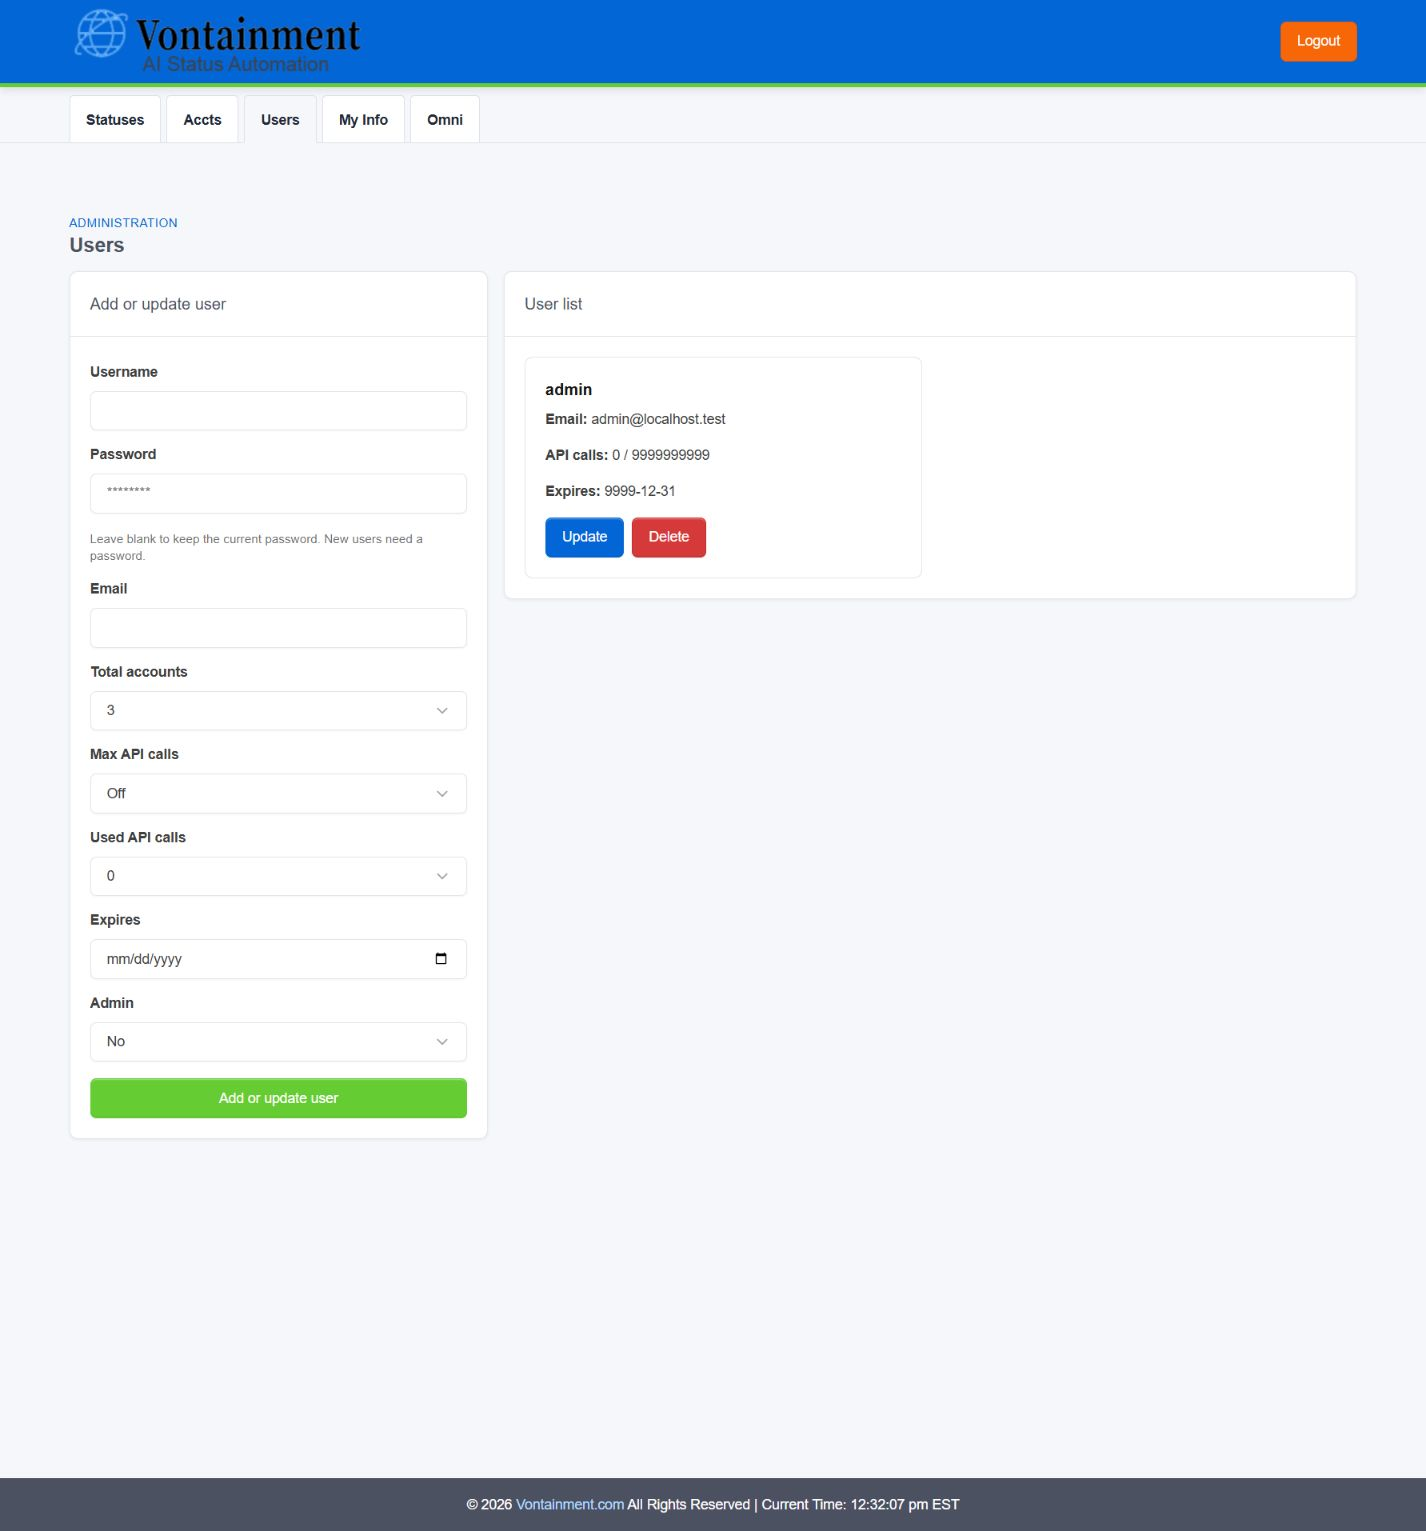 Vontainment
AI Status Automation
Logout
Statuses
Accts
Users
My Info
Omni
ADMINISTRATION
Users
Add or update user
Username
Password
********
Leave blank to keep the current password. New users need a
password.
Email
Total accounts
3
Max API calls
Off
Used API calls
0
Expires
mm/dd/yyyy
Admin
No
Add or update user
User list
admin
Email: admin@localhost.test
API calls: 0 / 9999999999
Expires: 9999-12-31
Update
Delete
© 2026 Vontainment.com All Rights Reserved | Current Time: 12:32:07 pm EST